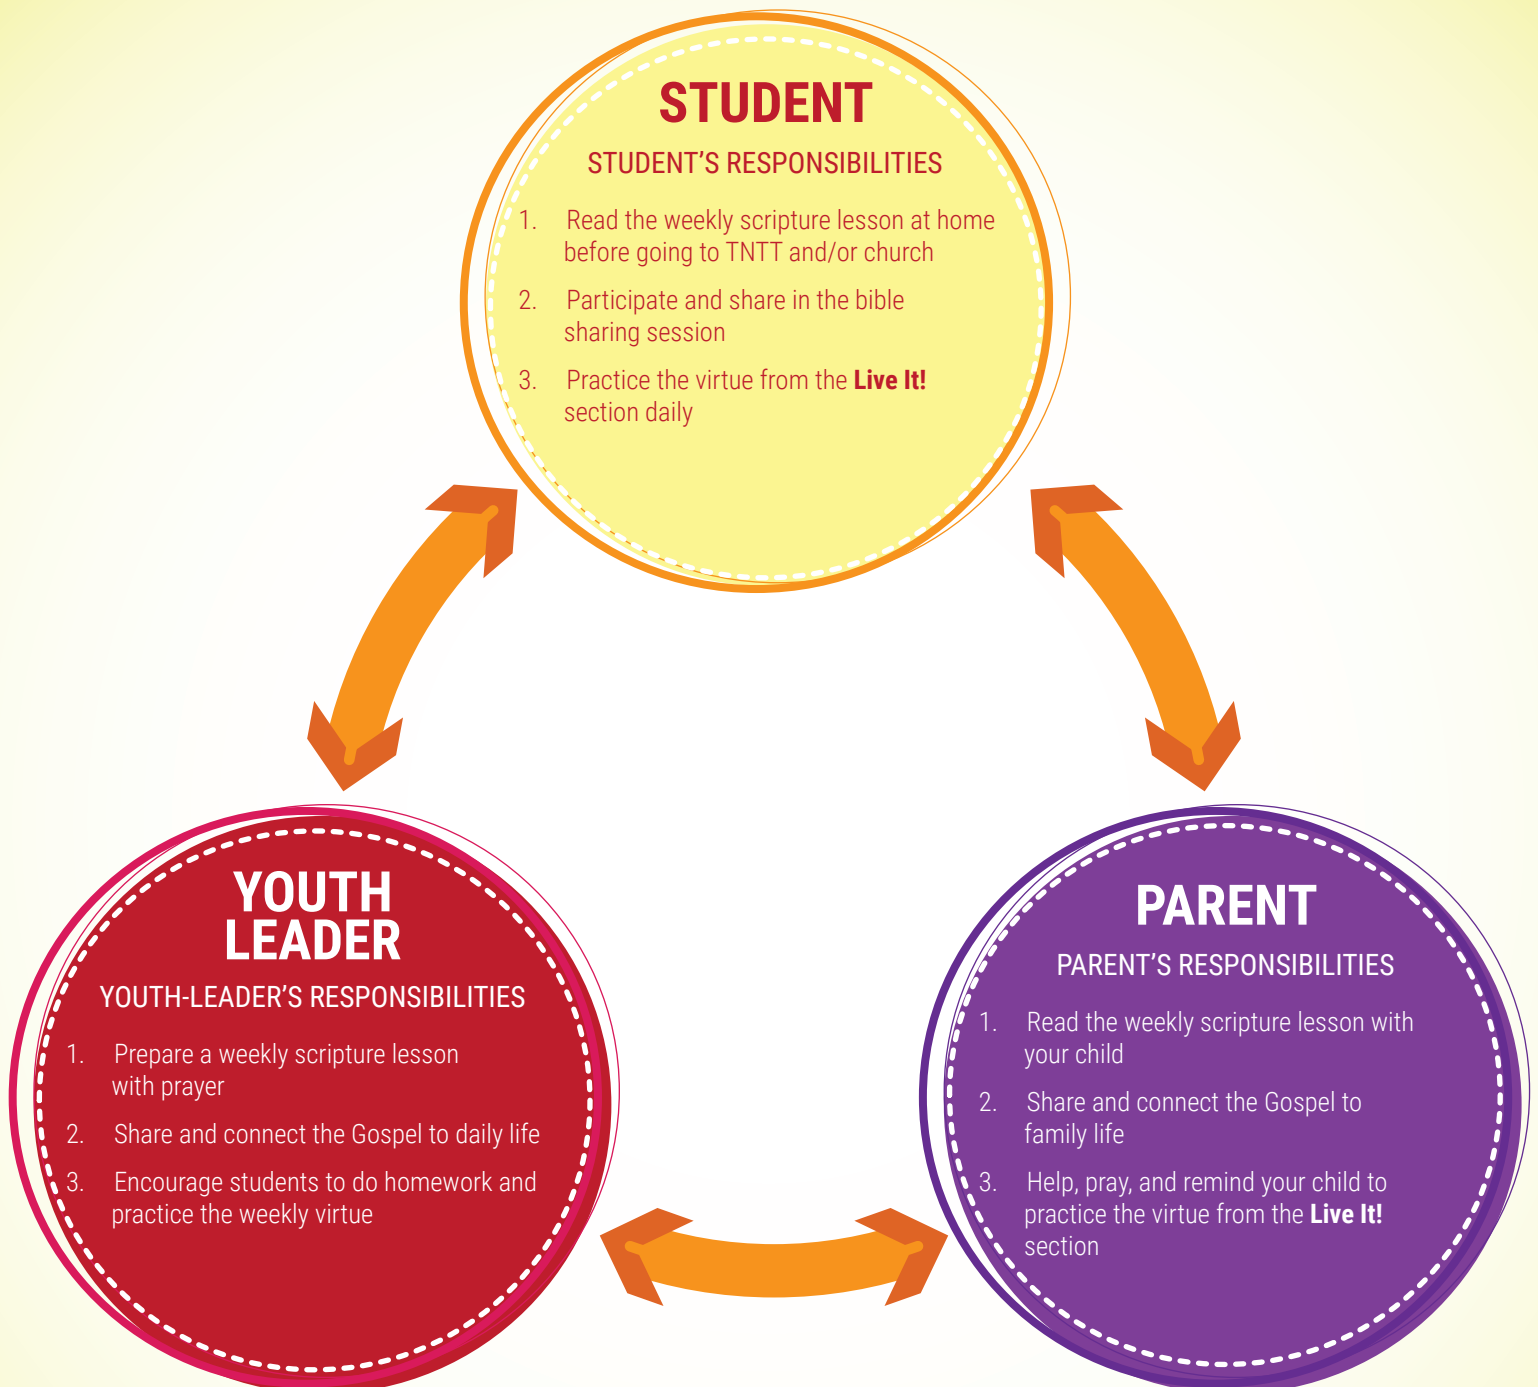 STUDENT
STUDENT’S RESPONSIBILITIES
1. Read the weekly scripture lesson at home
before going to TNTT and/or church
2. Participate and share in the bible
sharing session
3. Practice the virtue from the Live It!
section daily
YOUTH
LEADER
YOUTH-LEADER’S RESPONSIBILITIES
1. Prepare a weekly scripture lesson
with prayer
2. Share and connect the Gospel to daily life
3. Encourage students to do homework and
practice the weekly virtue
PARENT
PARENT’S RESPONSIBILITIES
1. Read the weekly scripture lesson with
your child
2. Share and connect the Gospel to
family life
3. Help, pray, and remind your child to
practice the virtue from the Live It!
section